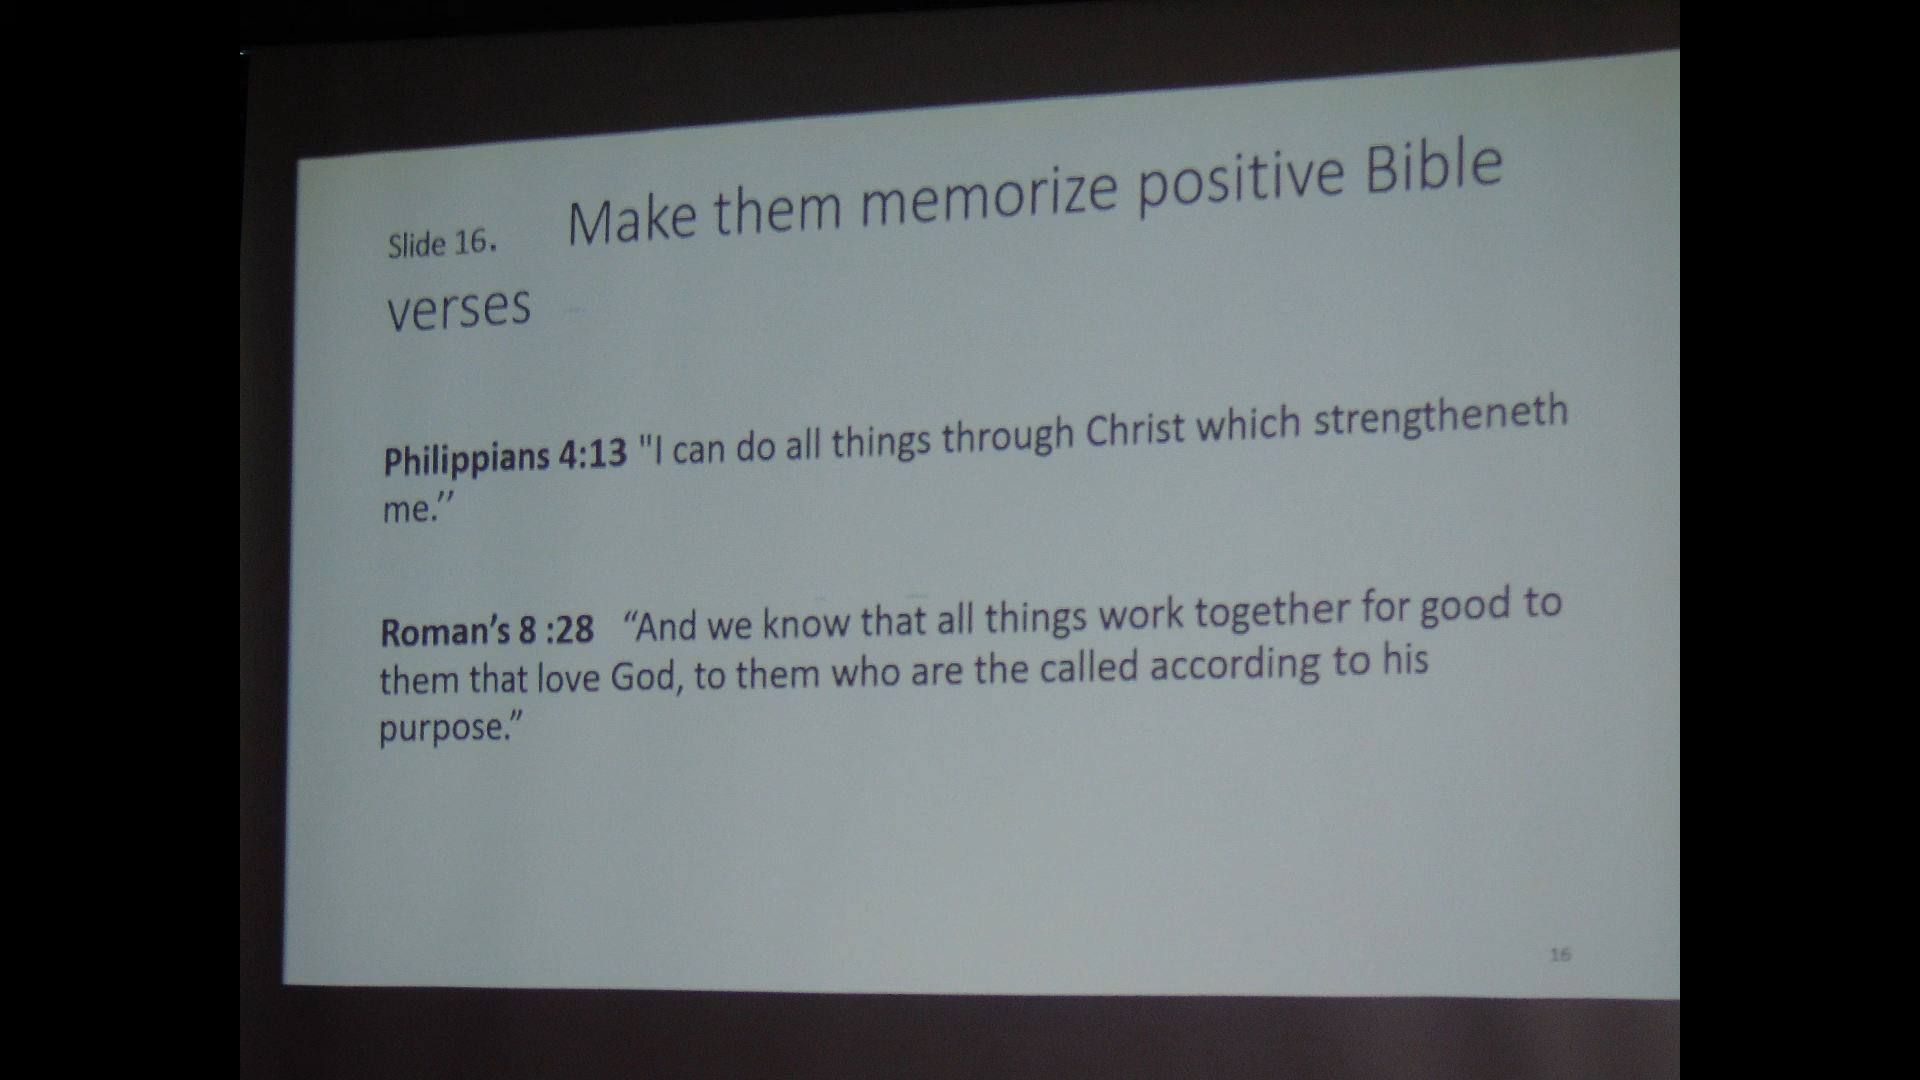 Slide 16. Make them memorize positive Bible
verses
Philippians 4:13 "I can do all things through Christ which strengtheneth
me.’’
Roman’s 8 :28 “And we know that all things work together for good to
them that love God, to them who are the called according to his
purpose.”
16